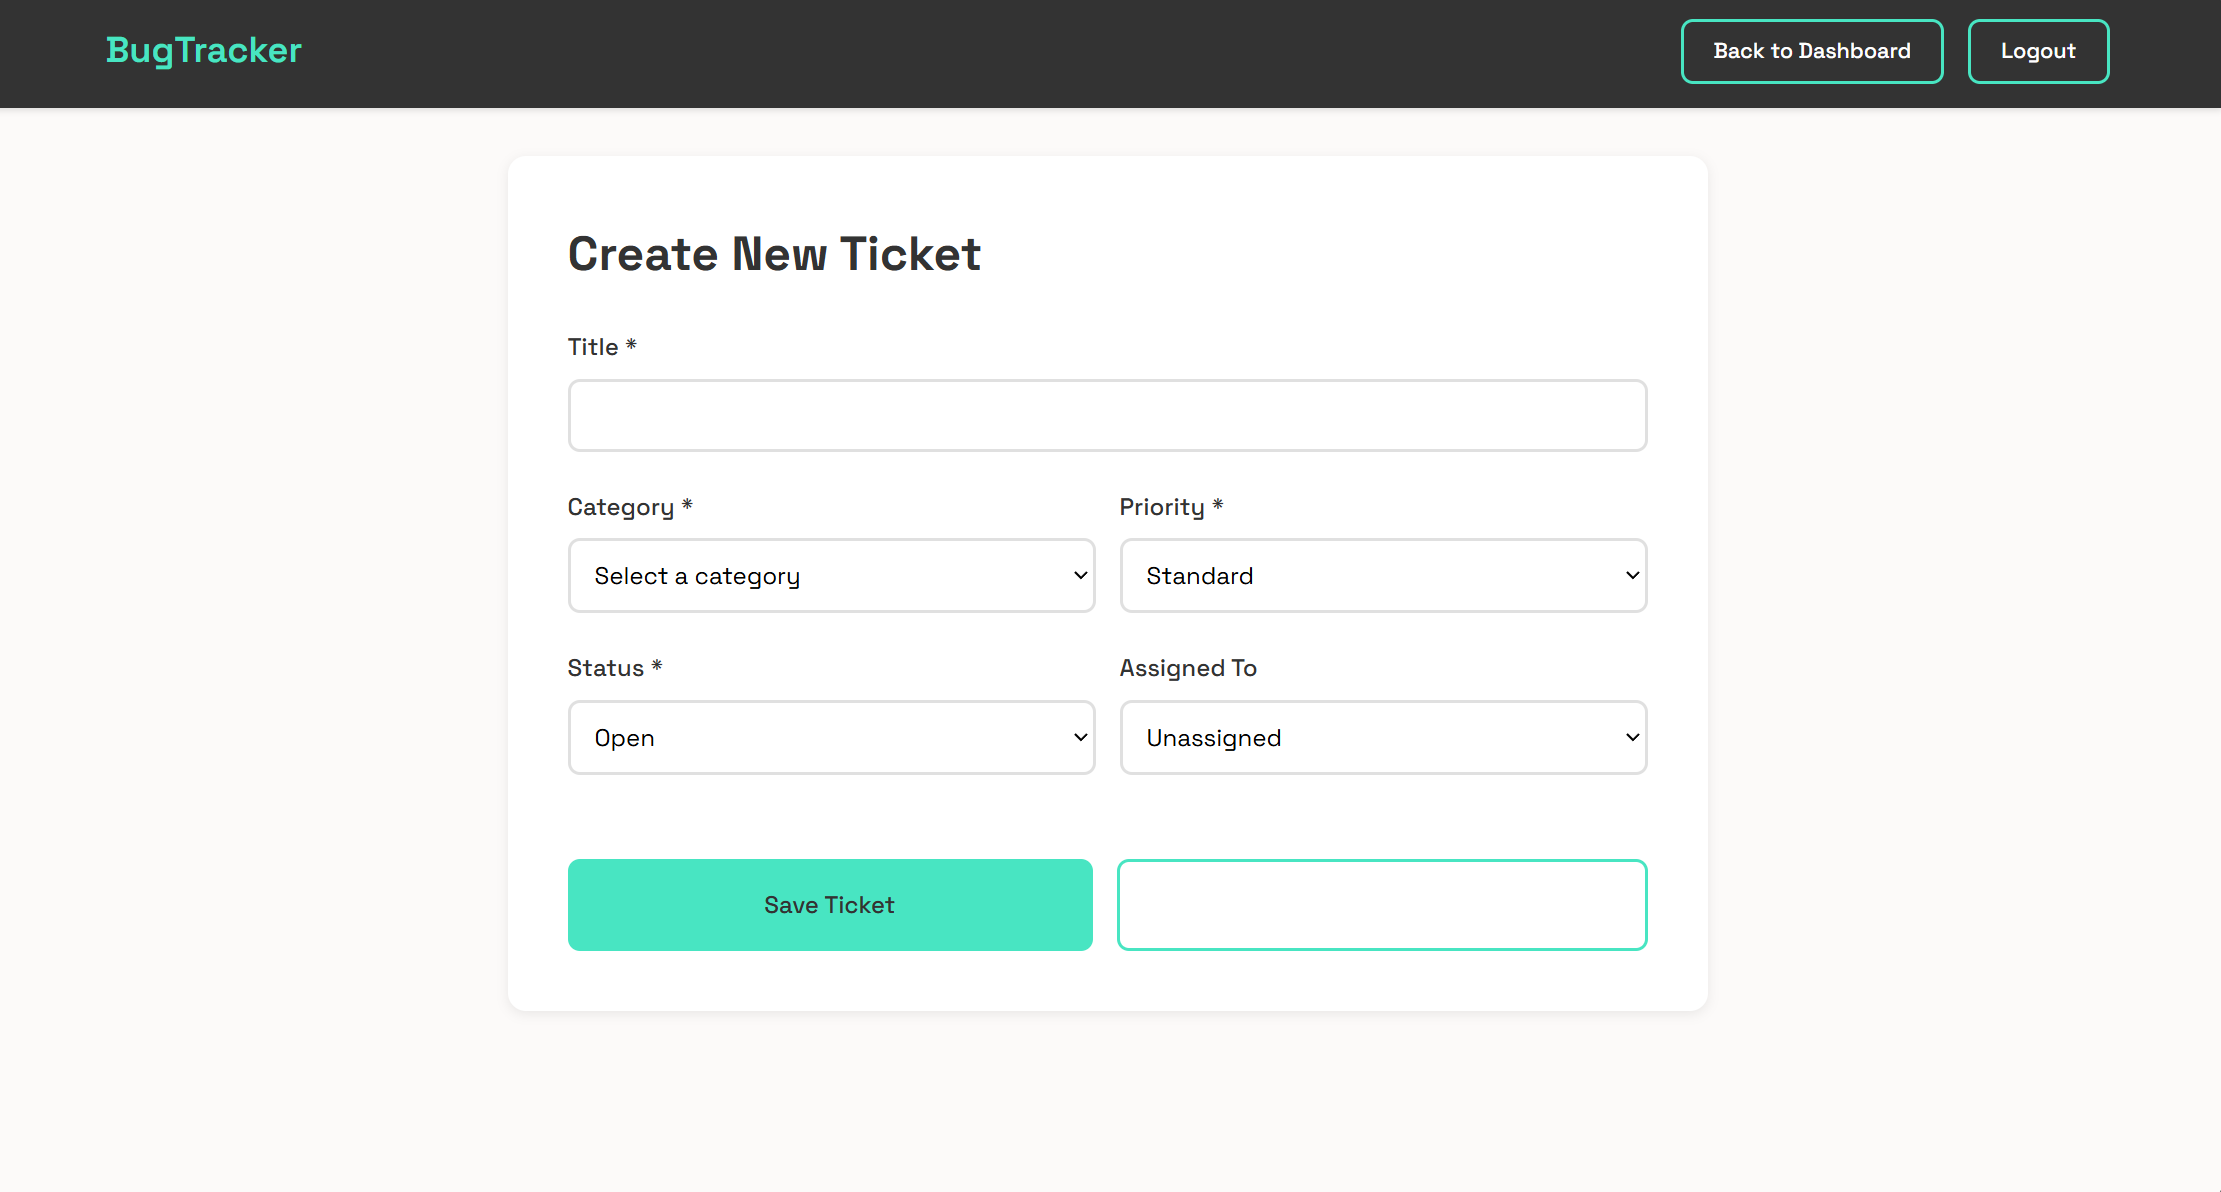 BugTracker
Back to Dashboard
Logout
Create New Ticket
Title *
Category *
Priority *
Select a category
Standard
Status *
Assigned To
Open
Unassigned
Save Ticket